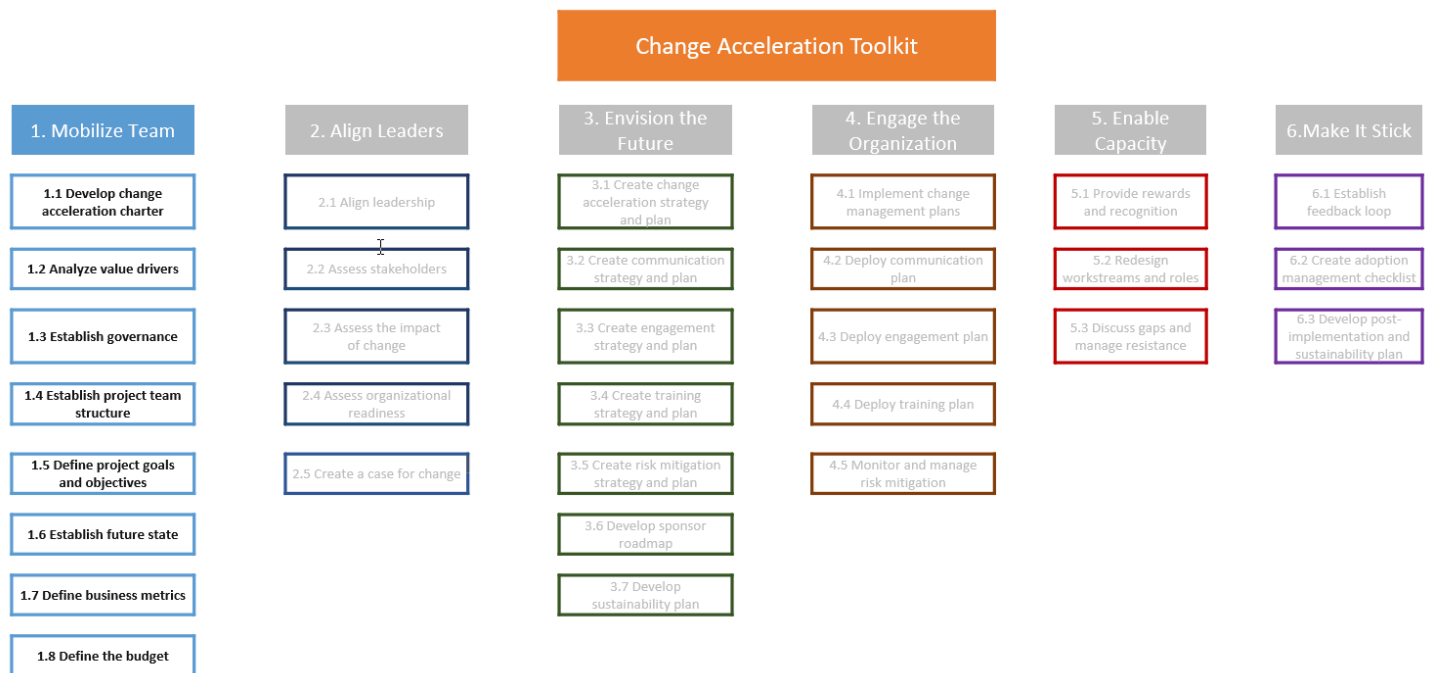 Change Acceleration Toolkit
1. Mobilize Team
1.1 Develop change
acceleration charter
1.2 Analyze value drivers
1.3 Establish governance
1.4 Establish project team
structure
1.5 Define project goals
and objectives
1.6 Establish future state
1.7 Define business metrics
1.8 Define the budget
2. Align Leaders
2.1 Align leadership
2.2 Assess stakeholders
2.3 Assess the impact
of change
2.4 Assess organizational
readiness
2.5 Create a case for change
3. Envision the
Future
3.1 Create change
acceleration strategy
and plan
3.2 Create communication
strategy and plan
3.3 Create engagement
strategy and plan
3.4 Create training
strategy and plan
3.5 Create risk mitigation
strategy and plan
3.6 Develop sponsor
roadmap
3.7 Develop
sustainability plan
4. Engage the
Organization
4.1 Implement change
management plans
4.2 Deploy communication
plan
4.3 Deploy engagement plan
4.4 Deploy training plan
4.5 Monitor and manage
risk mitigation
5. Enable
Capacity
5.1 Provide rewards
and recognition
5.2 Redesign
workstreams and roles
5.3 Discuss gaps and
manage resistance
6.Make It Stick
6.1 Establish
feedback loop
6.2 Create adoption
management checklist
6.3 Develop post-
implementation and
sustainability plan